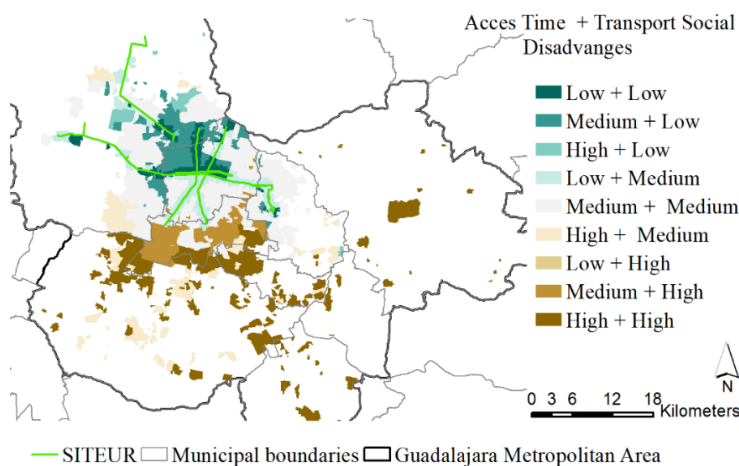 Acces Time + Transport Social
Disadvanges
Low + Low
Medium + Low
High + Low
Low + Medium
Medium + Medium
High + Medium
Low + High
Medium + High
High + High
N
0 3 6 12 18
Kilometers
SITEUR Municipal boundaries Guadalajara Metropolitan Area